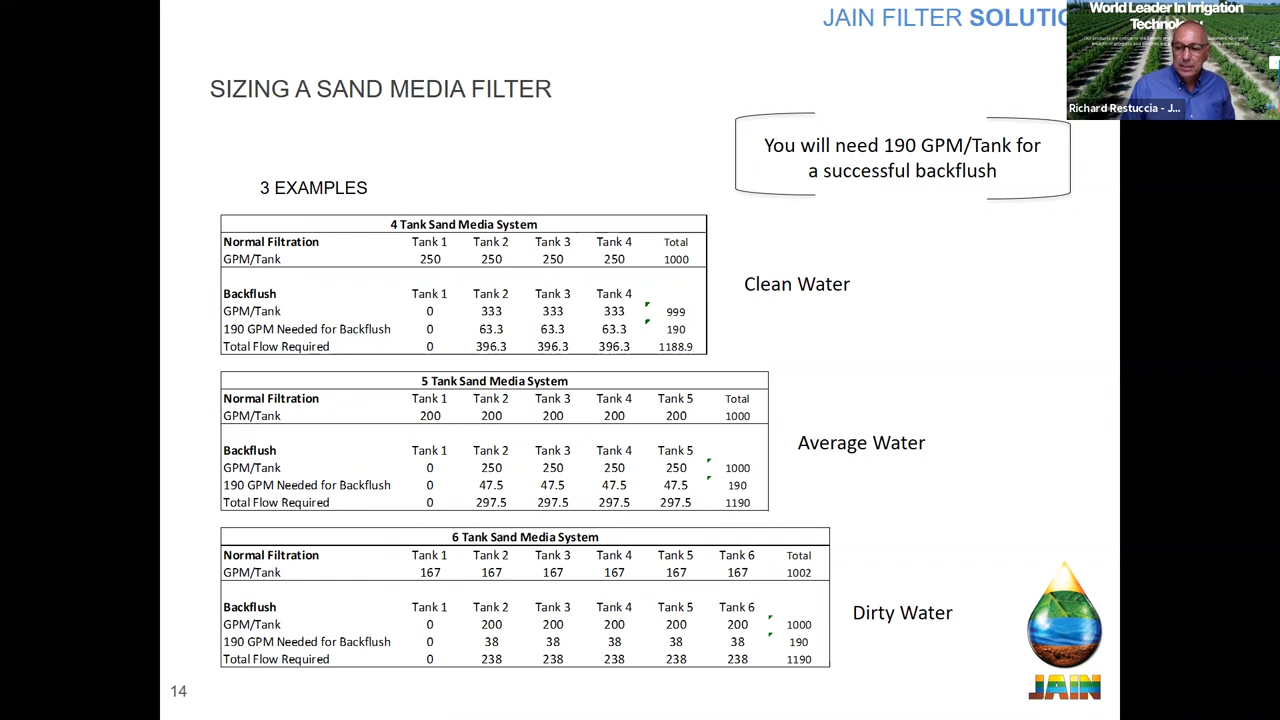 JAIN FILTER SOLUTIO
World Leader In Irrigation
Technology
Richard Restuccia - J...
SIZING A SAND MEDIA FILTER
You will need 190 GPM/Tank for
a successful backflush
3 EXAMPLES
4 Tank Sand Media System
Normal Filtration Tank 1 Tank 2 Tank 3 Tank 4 Total
GPM/Tank 250 250 250 250 1000
Backflush Tank 1 Tank 2 Tank 3 Tank 4
GPM/Tank 0 333 333 333 999
190 GPM Needed for Backflush 0 63.3 63.3 63.3 190
Total Flow Required 0 396.3 396.3 396.3 1188.9
Clean Water
5 Tank Sand Media System
Normal Filtration Tank 1 Tank 2 Tank 3 Tank 4 Tank 5 Total
GPM/Tank 200 200 200 200 200 1000
Backflush Tank 1 Tank 2 Tank 3 Tank 4 Tank 5
GPM/Tank 0 250 250 250 250 1000
190 GPM Needed for Backflush 0 47.5 47.5 47.5 47.5 190
Total Flow Required 0 297.5 297.5 297.5 297.5 1190
Average Water
6 Tank Sand Media System
Normal Filtration Tank 1 Tank 2 Tank 3 Tank 4 Tank 5 Tank 6 Total
GPM/Tank 167 167 167 167 167 167 1002
Backflush Tank 1 Tank 2 Tank 3 Tank 4 Tank 5 Tank 6
GPM/Tank 0 200 200 200 200 200 1000
190 GPM Needed for Backflush 0 38 38 38 38 38 190
Total Flow Required 0 238 238 238 238 238 1190
Dirty Water
JAIN
14